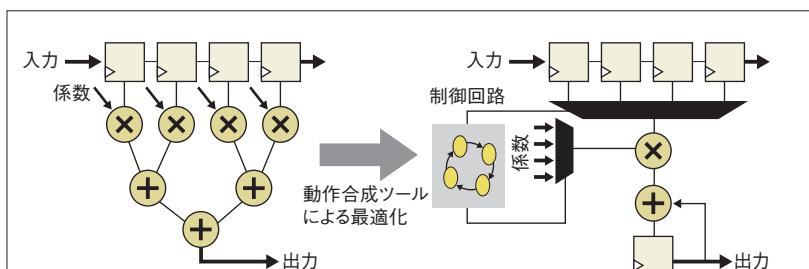 入力
係数
動作合成ツール
による最適化
出力
入力
制御回路
係数
出力